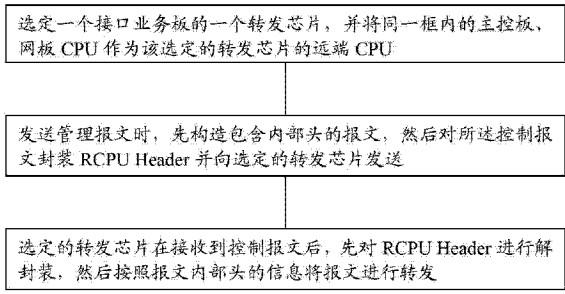 选定一个接口业务板的一个转发芯片，并将同一框内的主控板、
网板 CPU 作为该选定的转发芯片的远端 CPU
发送管理报文时，先构造包含内部头的报文，然后对所述控制报
文封装 RCPU Header 并向选定的转发芯片发送
选定的转发芯片在接收到控制报文后，先对 RCPU Header 进行解
封装，然后按照报文内部头的信息将报文进行转发